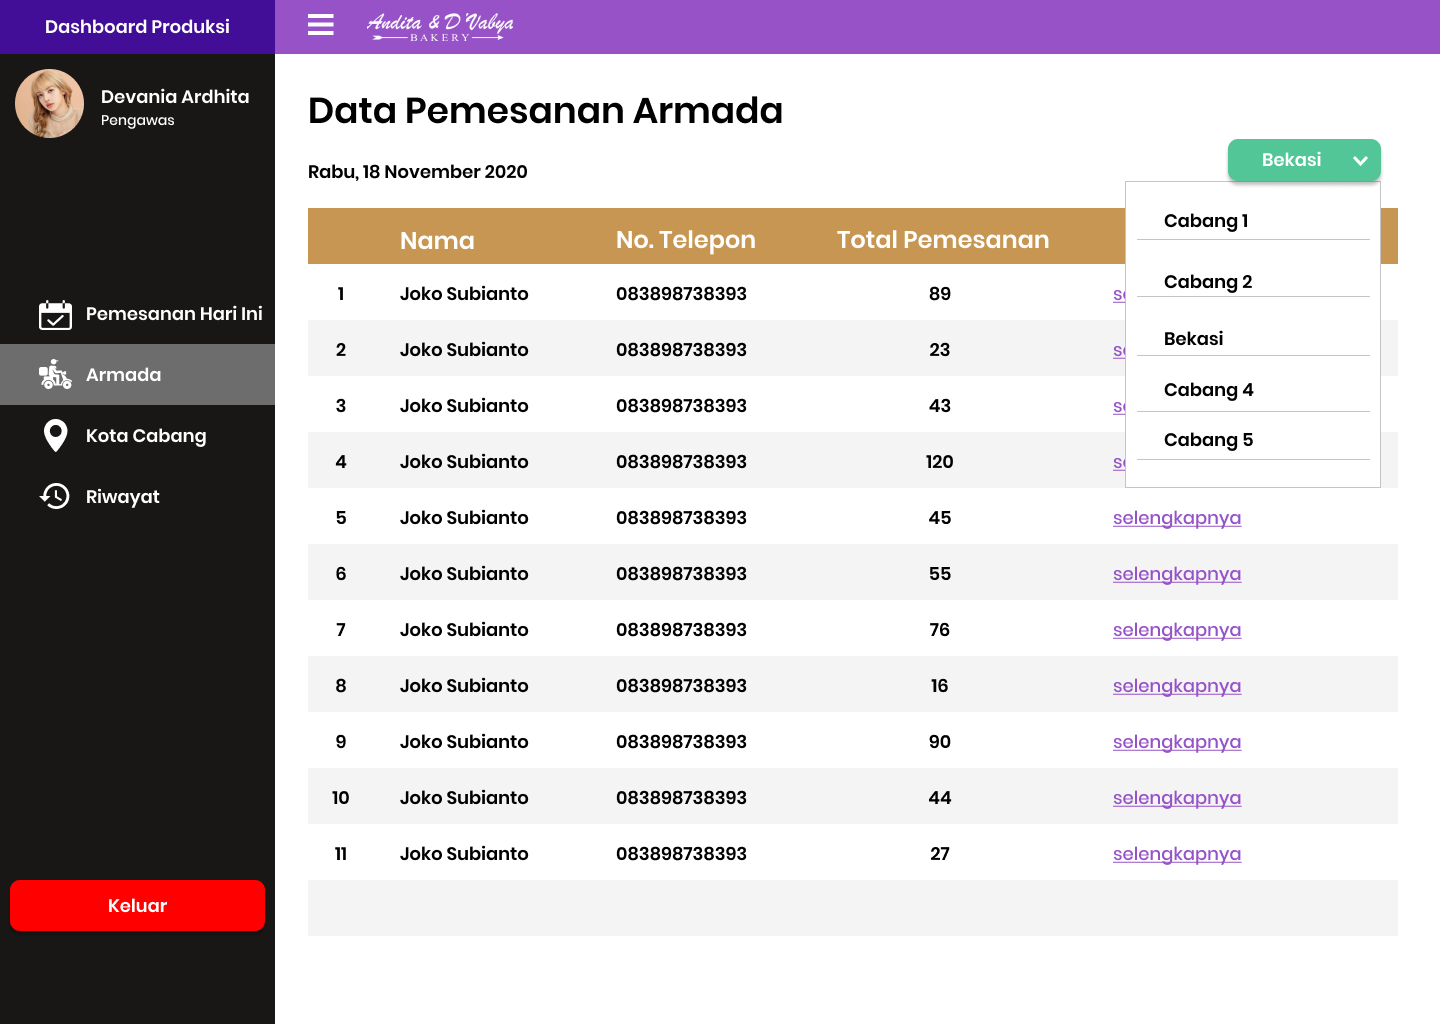 Dashboard Produksi
Andita & D'Vabya
BAKERY
Devania Ardhita
Pengawas
Pemesanan Hari Ini
Armada
Kota Cabang
Riwayat
Keluar
Data Pemesanan Armada
Rabu, 18 November 2020
Bekasi
Cabang 1
Cabang 2
Bekasi
Cabang 4
Cabang 5
Nama No. Telepon Total Pemesanan
1 Joko Subianto 083898738393 89
2 Joko Subianto 083898738393 23
3 Joko Subianto 083898738393 43
4 Joko Subianto 083898738393 120
5 Joko Subianto 083898738393 45 selengkapnya
6 Joko Subianto 083898738393 55 selengkapnya
7 Joko Subianto 083898738393 76 selengkapnya
8 Joko Subianto 083898738393 16 selengkapnya
9 Joko Subianto 083898738393 90 selengkapnya
10 Joko Subianto 083898738393 44 selengkapnya
11 Joko Subianto 083898738393 27 selengkapnya